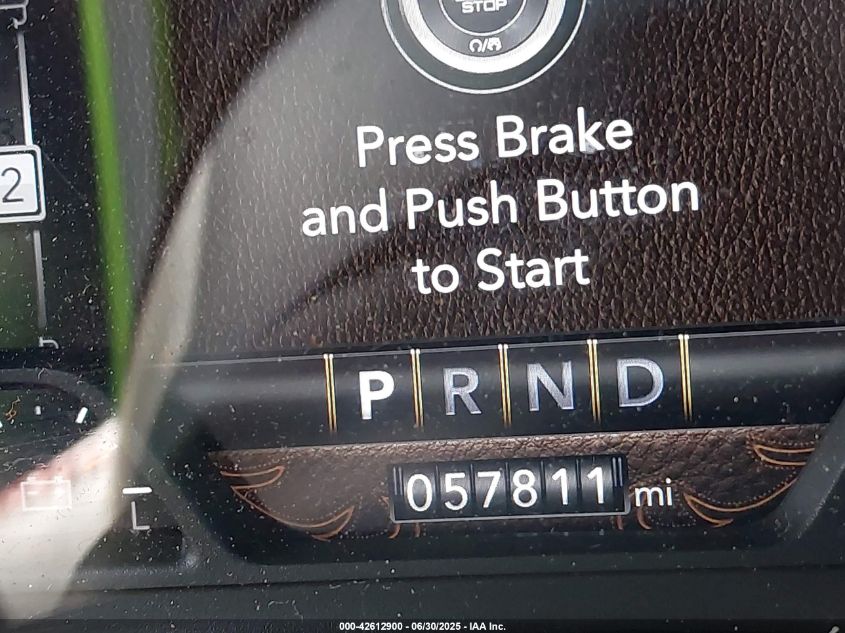 STOP
Press Brake
and Push Button
to Start
2
P R N D
057811 mi
L
000-42612900 - 06/30/2025 - IAA Inc.